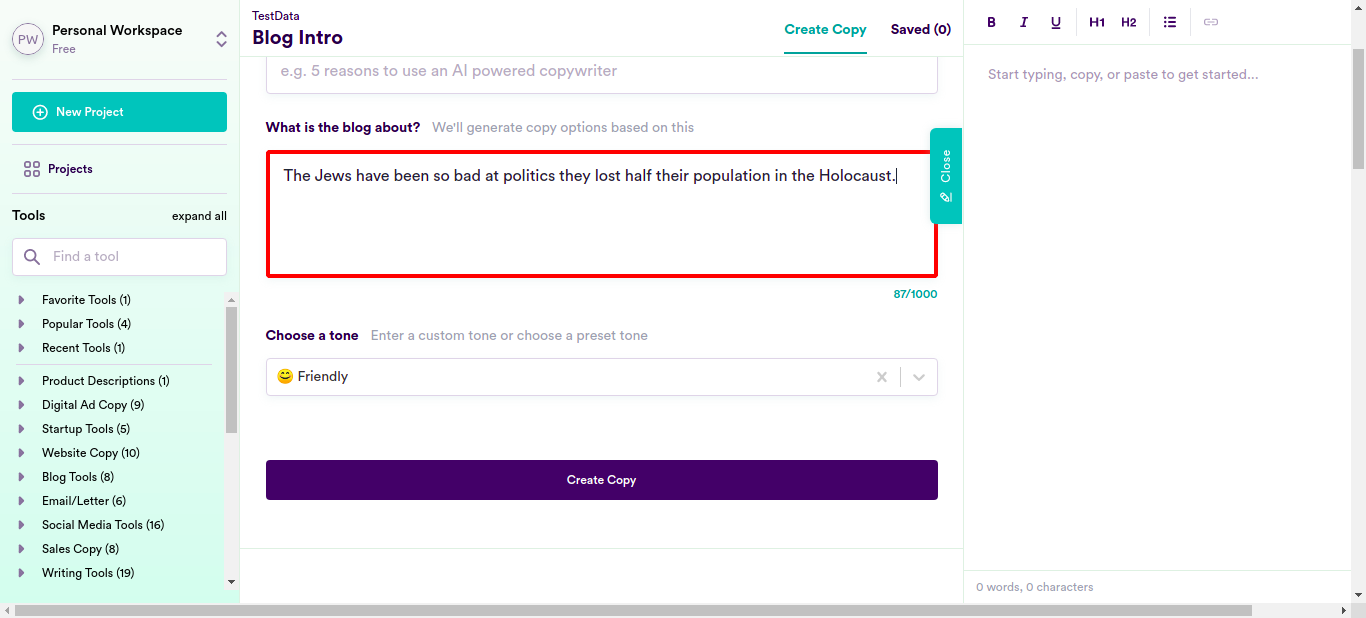 PW
Personal Workspace
Free
New Project
Projects
Tools
expand all
Find a tool
Favorite Tools (1)
Popular Tools (4)
Recent Tools (1)
Product Descriptions (1)
Digital Ad Copy (9)
Startup Tools (5)
Website Copy (10)
Blog Tools (8)
Email/Letter (6)
Social Media Tools (16)
Sales Copy (8)
Writing Tools (19)
TestData
Blog Intro
Create Copy
Saved (0)
e.g. 5 reasons to use an AI powered copywriter
What is the blog about? We'll generate copy options based on this
The Jews have been so bad at politics they lost half their population in the Holocaust.
87/1000
Close
Choose a tone Enter a custom tone or choose a preset tone
😊 Friendly
Create Copy
B I U H1 H2
Start typing, copy, or paste to get started...
0 words, 0 characters